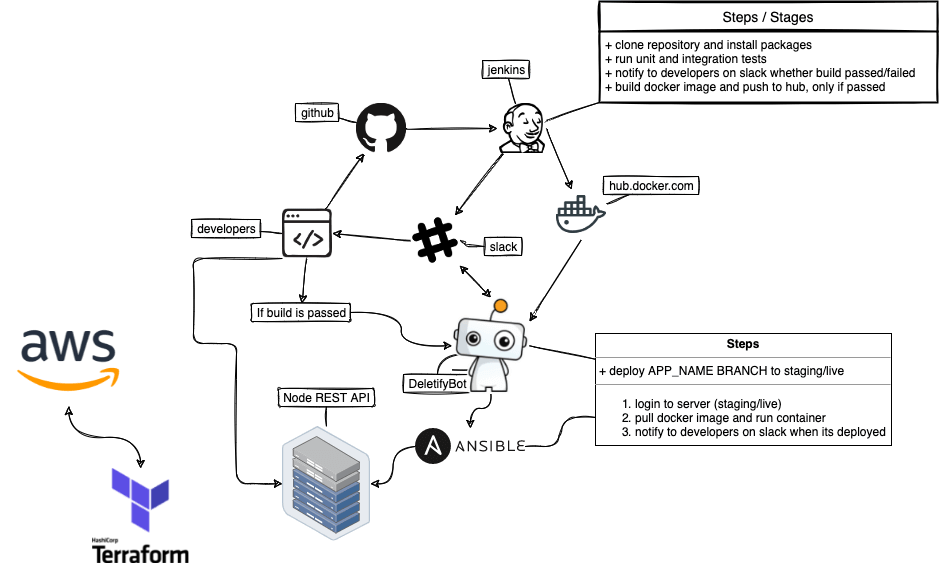 Steps / Stages
+ clone repository and install packages
+ run unit and integration tests
+ notify to developers on slack whether build passed/failed
+ build docker image and push to hub, only if passed
jenkins
github
hub.docker.com
developers
</>
slack
If build is passed
aws
Steps
+ deploy APP_NAME BRANCH to staging/live
1. login to server (staging/live)
2. pull docker image and run container
3. notify to developers on slack when its deployed
DeletifyBot
Node REST API
A ANSIBLE
HashiCorp
Terraform